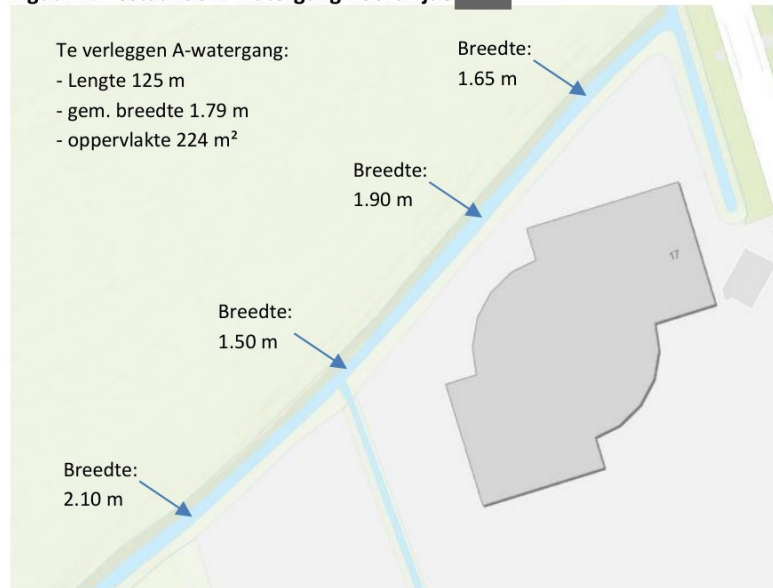 Te verleggen A-watergang:
- Lengte 125 m
- gem. breedte 1.79 m
- oppervlakte 224 m²
Breedte:
1.65 m
Breedte:
1.90 m
17
Breedte:
1.50 m
Breedte:
2.10 m